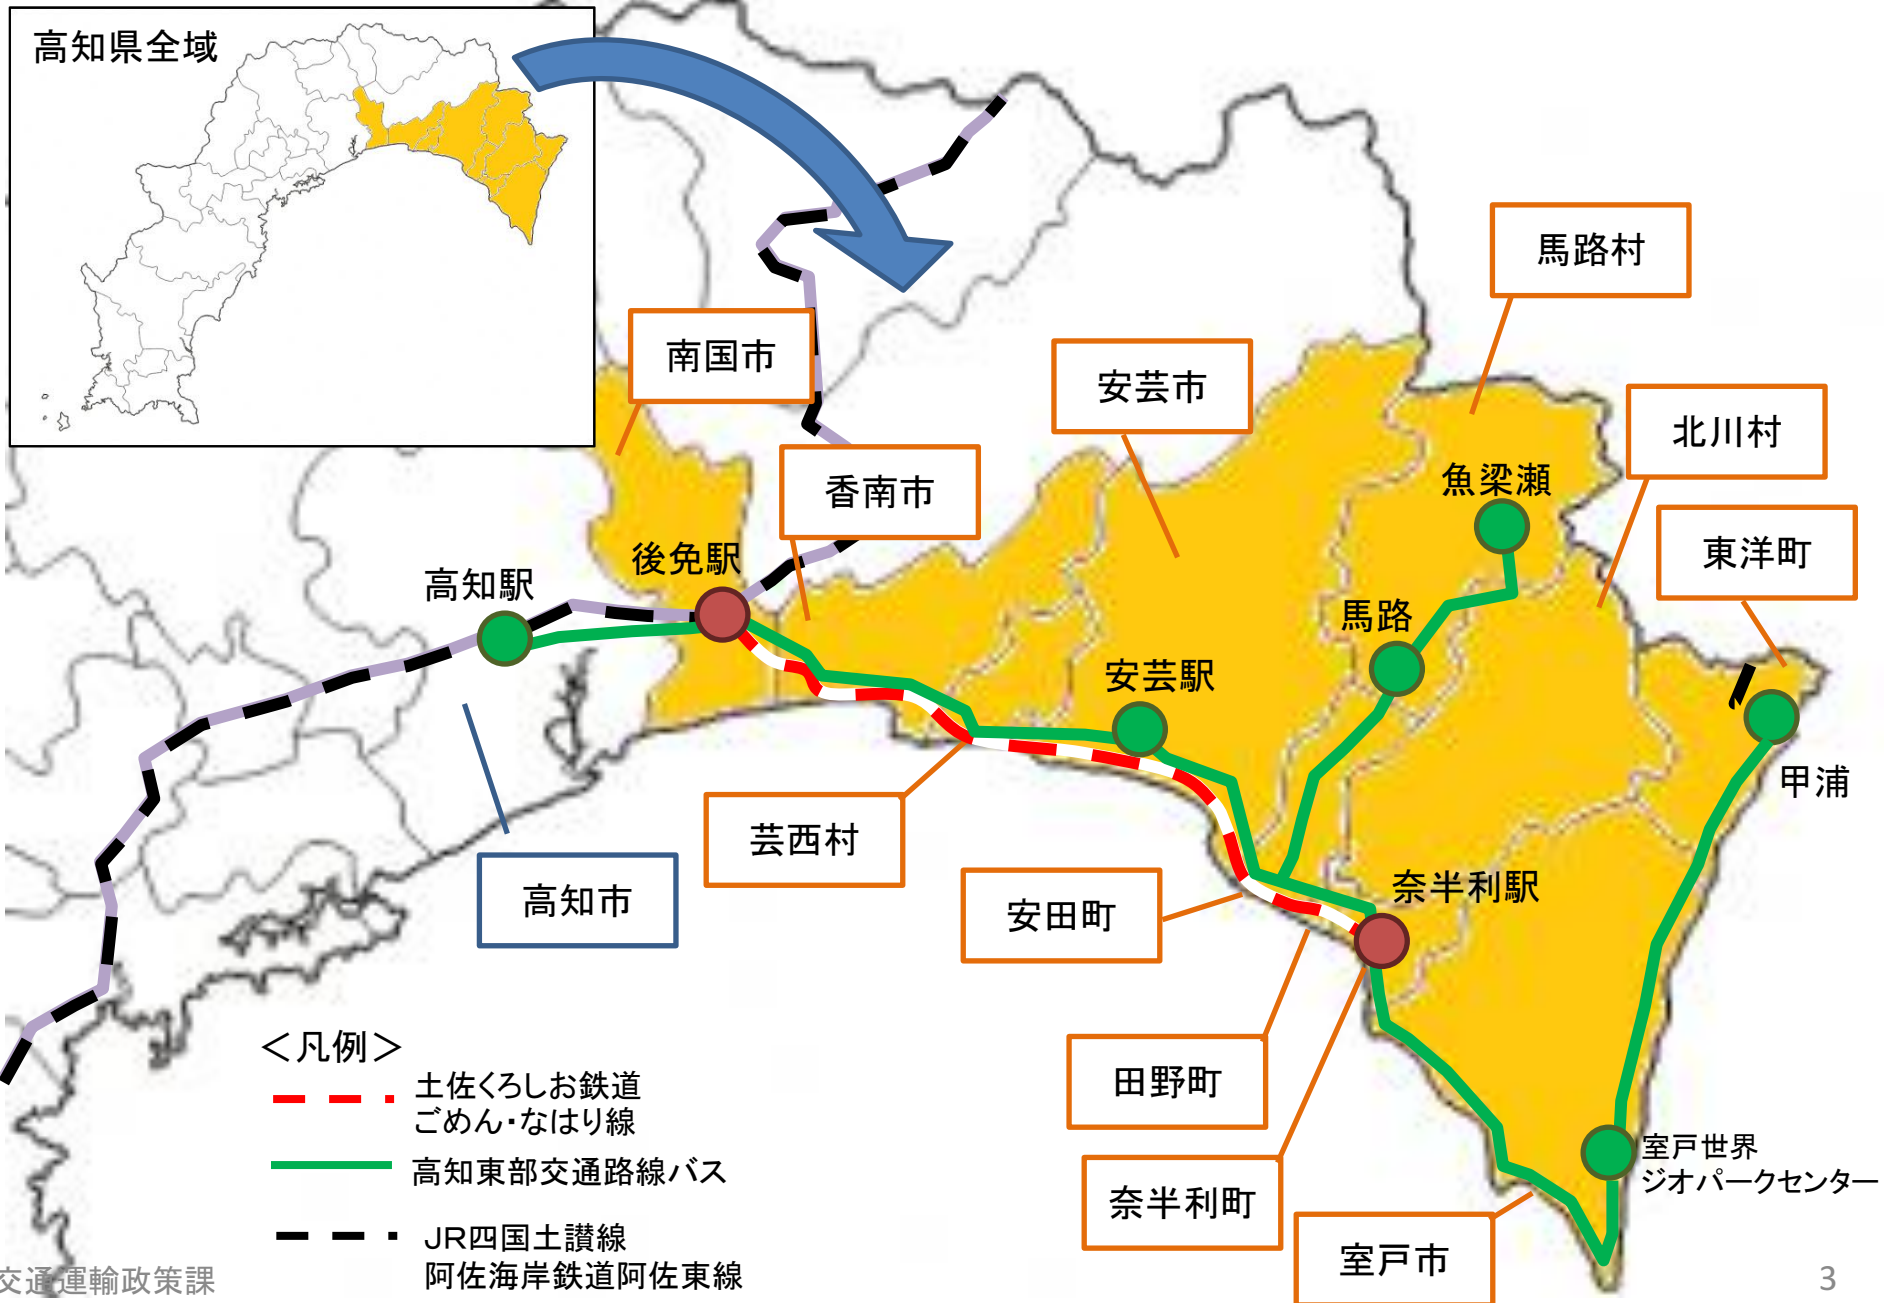 高知県全域
馬路村
南国市
安芸市
北川村
香南市
魚梁瀬
東洋町
後免駅
高知駅
馬路
安芸駅
甲浦
芸西村
奈半利駅
高知市
安田町
<凡例>
土佐くろしお鉄道
ごめん・なはり線
田野町
高知東部交通路線バス
室戸世界
ジオパークセンター
奈半利町
JR四国土讃線
室戸市
阿佐海岸鉄道阿佐東線
交通運輸政策課
3